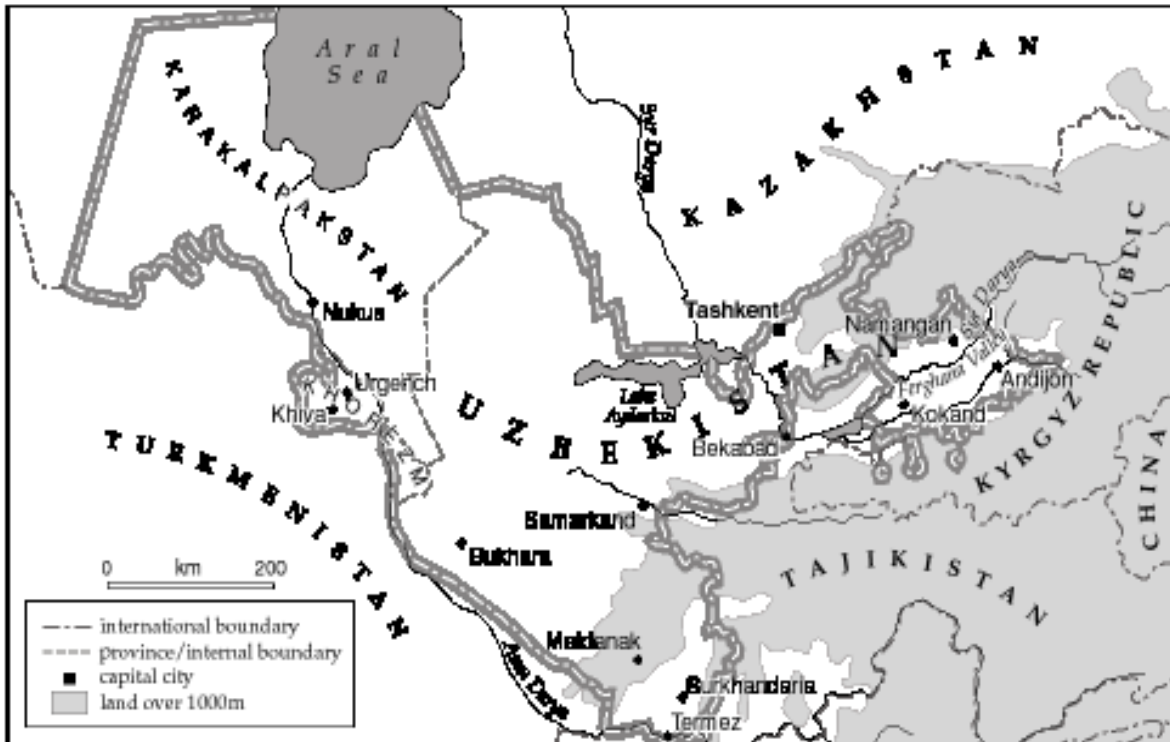 Aral
Sea
KARAKALPAKSTAN
KAZAKHSTAN
Syr Darya
Nukus
Tashkent
Namangan
Syr Darya
Ferghana Valley
Andijon
KYRGYZ REPUBLIC
Urgench
Khiva
KHOREZM
UZBEKISTAN
Lake
Aydarkul
Kokand
Bekabad
CHINA
TURKMENISTAN
Samarkand
Bukhara
TAJIKISTAN
Maidanak
Amu Darya
Surkhandaria
Termez
0 km 200
international boundary
province/internal boundary
capital city
land over 1000m